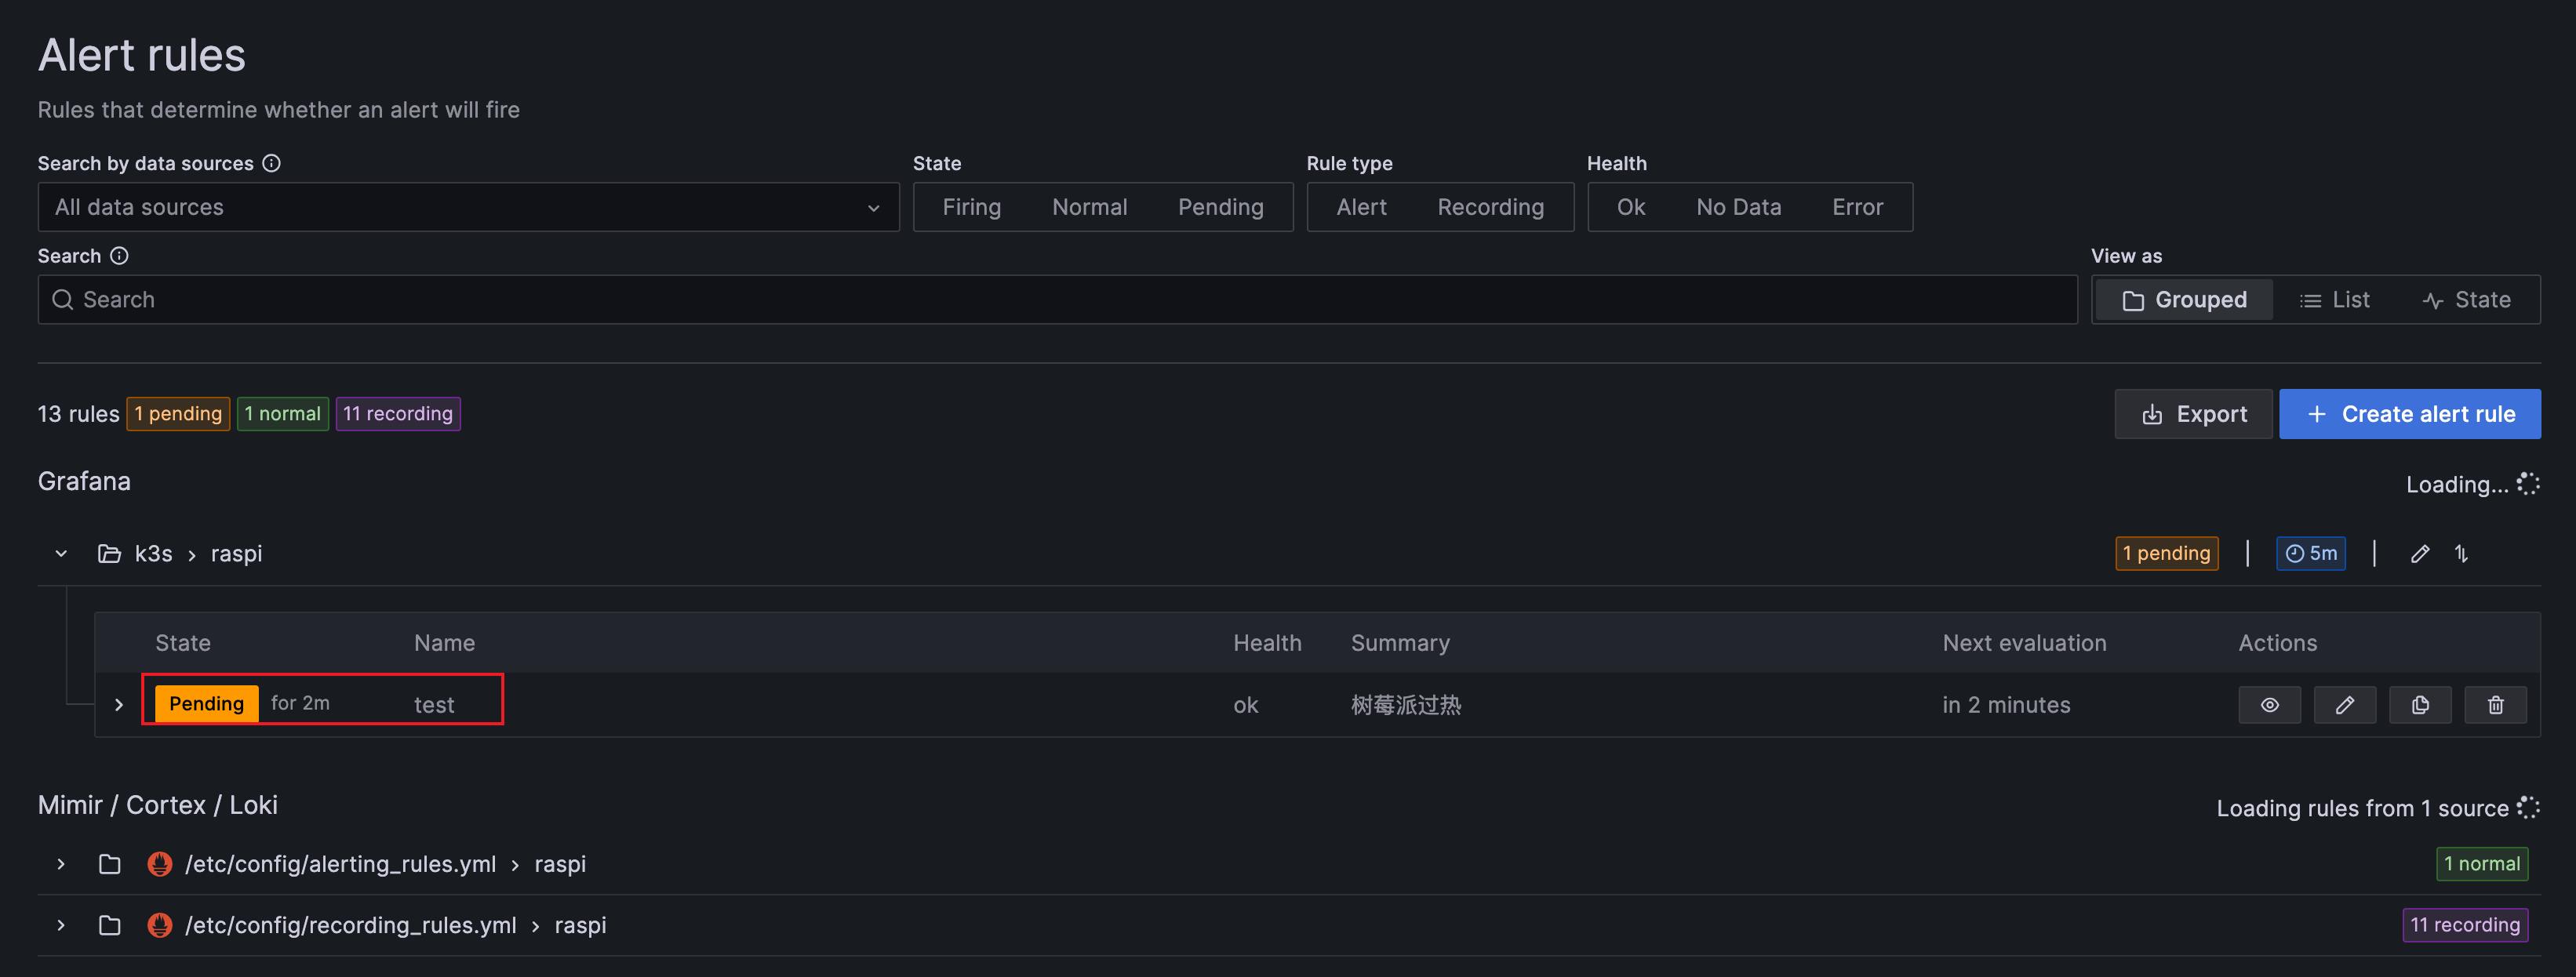 Alert rules
Rules that determine whether an alert will fire
Search by data sources State Rule type Health
All data sources Firing Normal Pending Alert Recording Ok No Data Error
Search View as
Search Grouped List State
13 rules 1 pending 1 normal 11 recording Export + Create alert rule
Grafana Loading...
k3s > raspi 1 pending | 5m |
State Name Health Summary Next evaluation Actions
Pending for 2m test ok 树莓派过热 in 2 minutes
Mimir / Cortex / Loki Loading rules from 1 source
/etc/config/alerting_rules.yml > raspi 1 normal
/etc/config/recording_rules.yml > raspi 11 recording